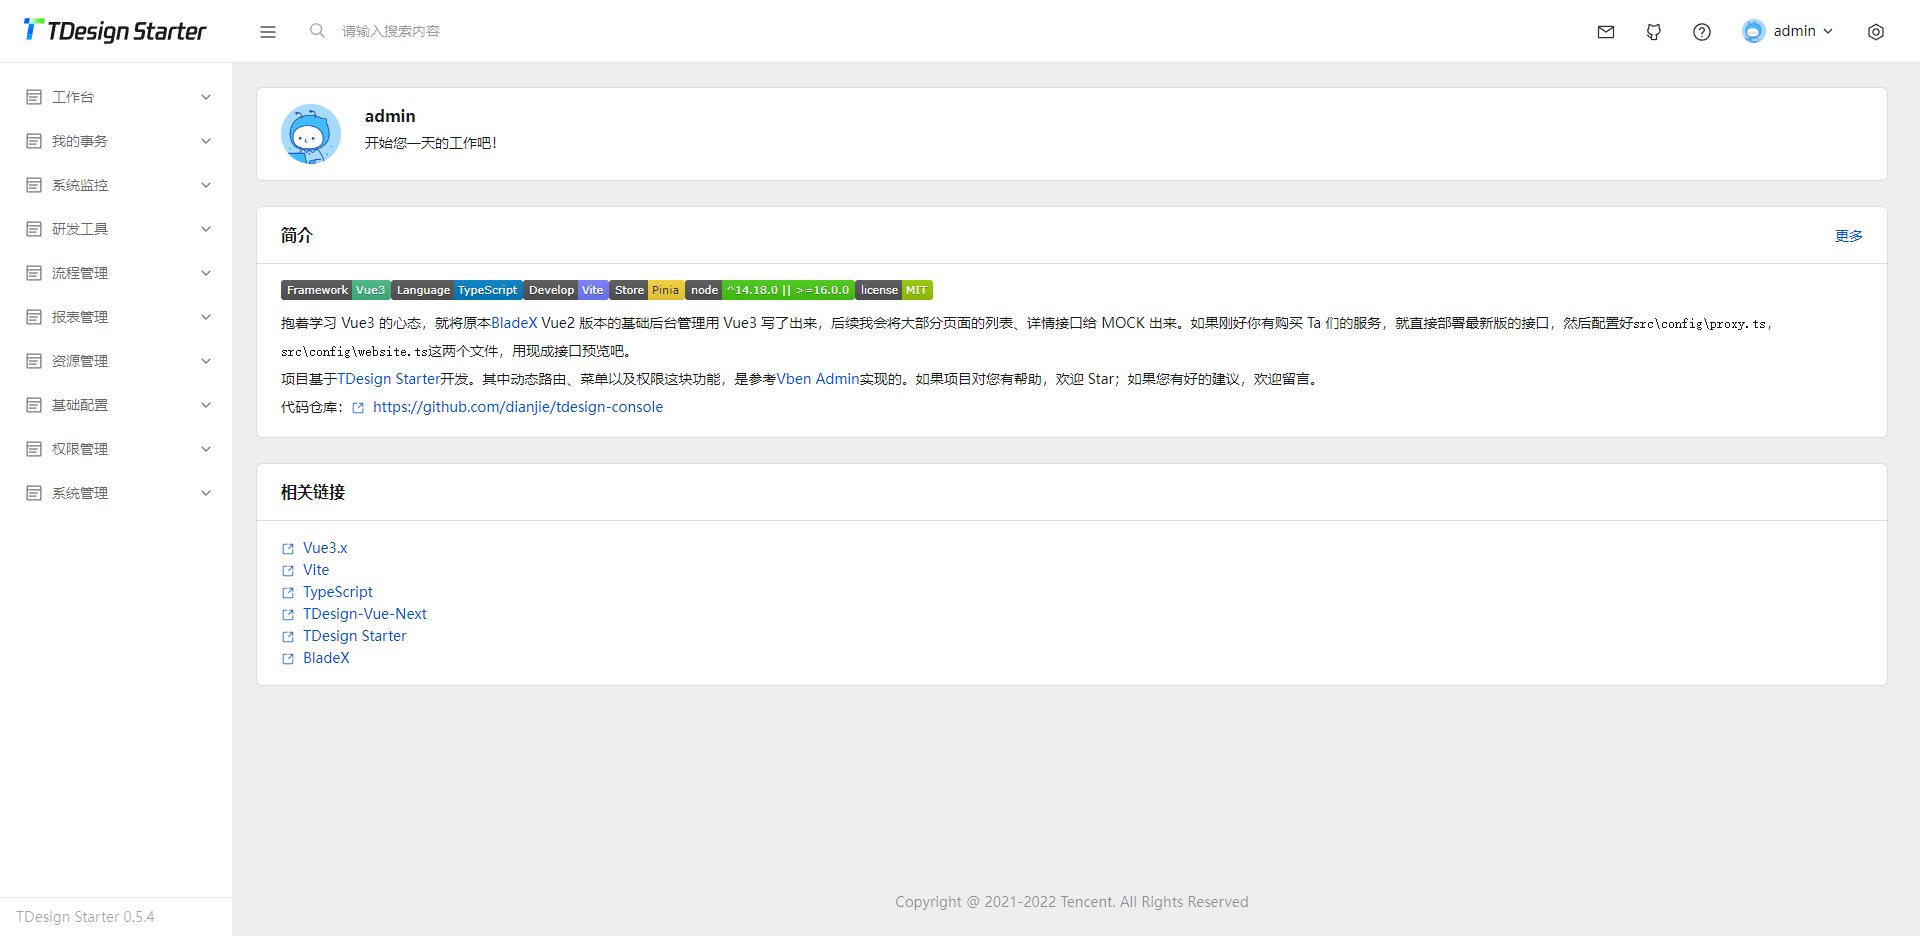 TDesign Starter
请输入搜索内容
admin
工作台
我的事务
系统监控
研发工具
流程管理
报表管理
资源管理
基础配置
权限管理
系统管理
TDesign Starter 0.5.4
admin
开始您一天的工作吧！
简介
更多
Framework Vue3 Language TypeScript Develop Vite Store Pinia node ^14.18.0 || >=16.0.0 license MIT
抱着学习 Vue3 的心态，就将原本BladeX Vue2 版本的基础后台管理用 Vue3 写了出来，后续我会将大部分页面的列表、详情接口给 MOCK 出来。如果刚好你有购买 Ta 们的服务，就直接部署最新版的接口，然后配置好src\config\proxy.ts，
src\config\website.ts这两个文件，用现成接口预览吧。
项目基于TDesign Starter开发。其中动态路由、菜单以及权限这块功能，是参考Vben Admin实现的。如果项目对您有帮助，欢迎 Star；如果您有好的建议，欢迎留言。
代码仓库： https://github.com/dianjie/tdesign-console
相关链接
Vue3.x
Vite
TypeScript
TDesign-Vue-Next
TDesign Starter
BladeX
Copyright @ 2021-2022 Tencent. All Rights Reserved